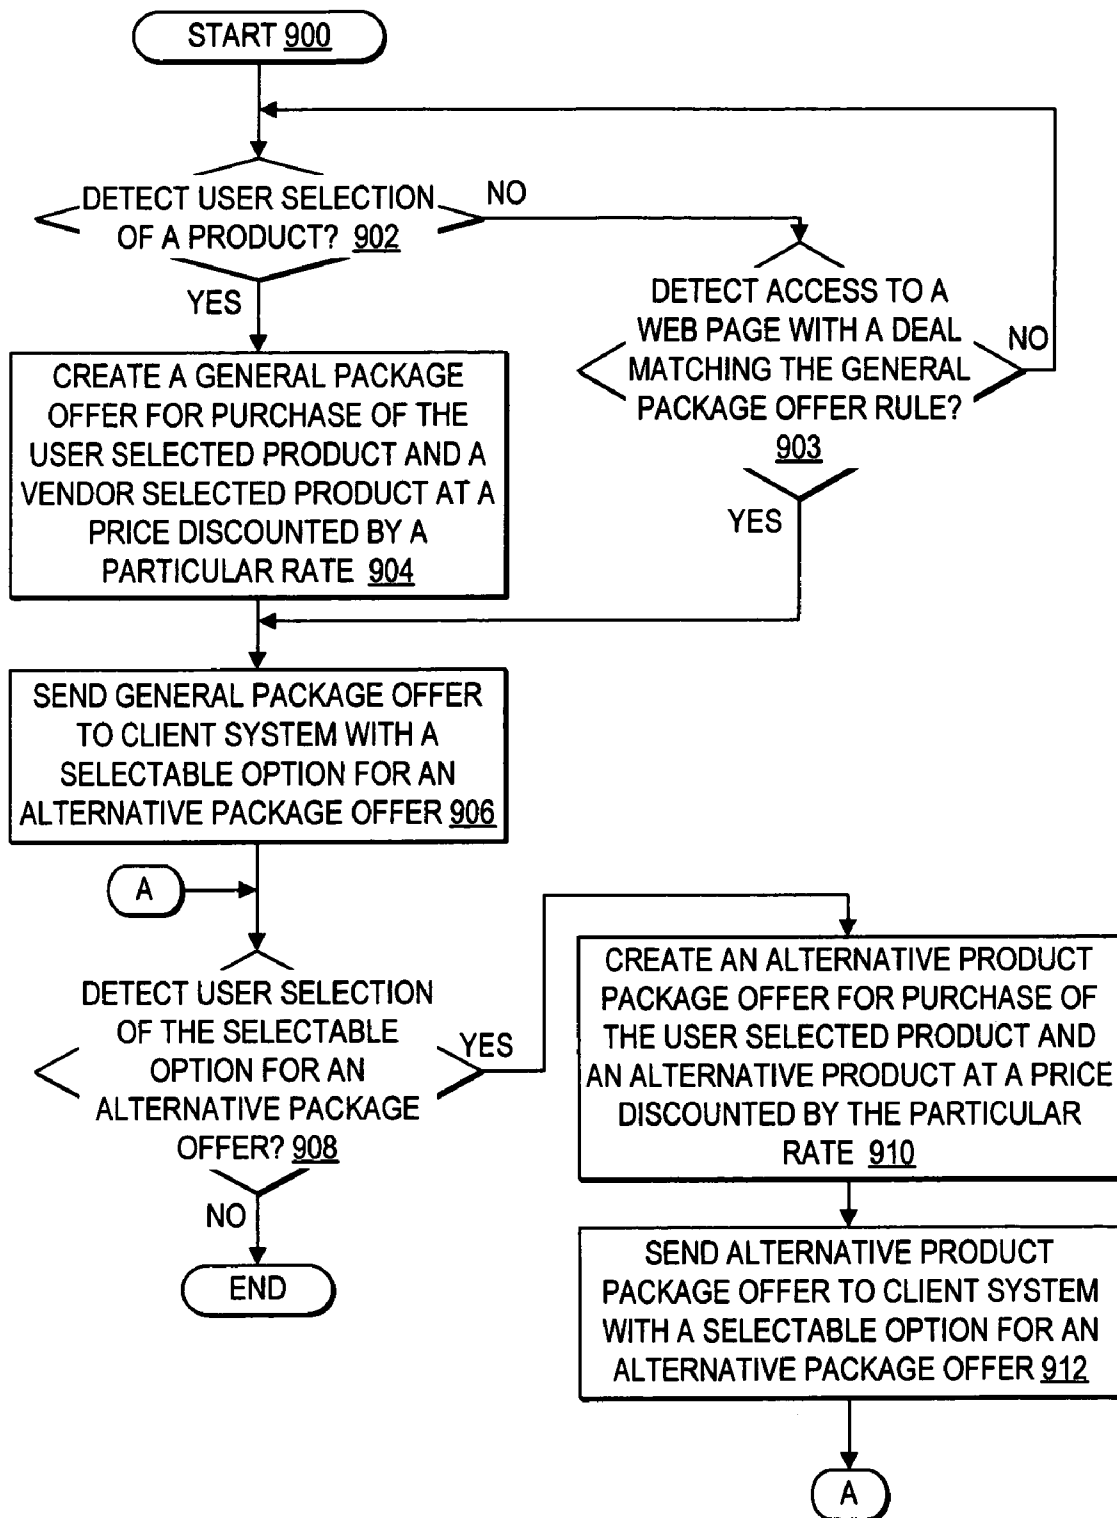 START 900
DETECT USER SELECTION
OF A PRODUCT? 902
NO
YES
DETECT ACCESS TO A
WEB PAGE WITH A DEAL
MATCHING THE GENERAL
PACKAGE OFFER RULE?
903
NO
YES
CREATE A GENERAL PACKAGE
OFFER FOR PURCHASE OF THE
USER SELECTED PRODUCT AND A
VENDOR SELECTED PRODUCT AT A
PRICE DISCOUNTED BY A
PARTICULAR RATE 904
SEND GENERAL PACKAGE OFFER
TO CLIENT SYSTEM WITH A
SELECTABLE OPTION FOR AN
ALTERNATIVE PACKAGE OFFER 906
A
DETECT USER SELECTION
OF THE SELECTABLE
OPTION FOR AN
ALTERNATIVE PACKAGE
OFFER? 908
YES
NO
END
CREATE AN ALTERNATIVE PRODUCT
PACKAGE OFFER FOR PURCHASE OF
THE USER SELECTED PRODUCT AND
AN ALTERNATIVE PRODUCT AT A PRICE
DISCOUNTED BY THE PARTICULAR
RATE 910
SEND ALTERNATIVE PRODUCT
PACKAGE OFFER TO CLIENT SYSTEM
WITH A SELECTABLE OPTION FOR AN
ALTERNATIVE PACKAGE OFFER 912
A